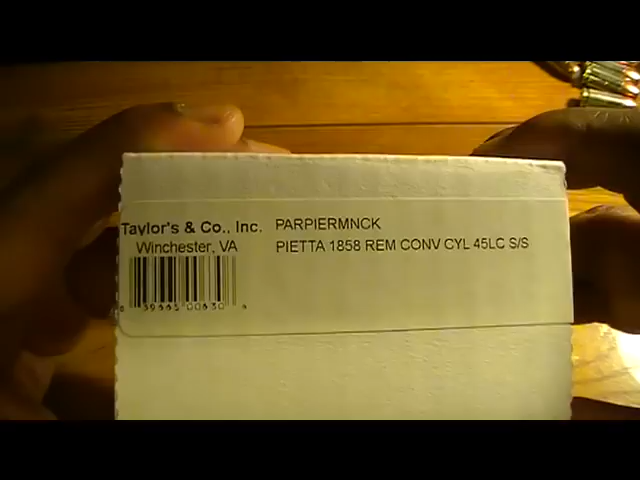 Taylor's & Co., Inc. PARPIERMNCK
Winchester, VA PIETTA 1858 REM CONV CYL 45LC S/S